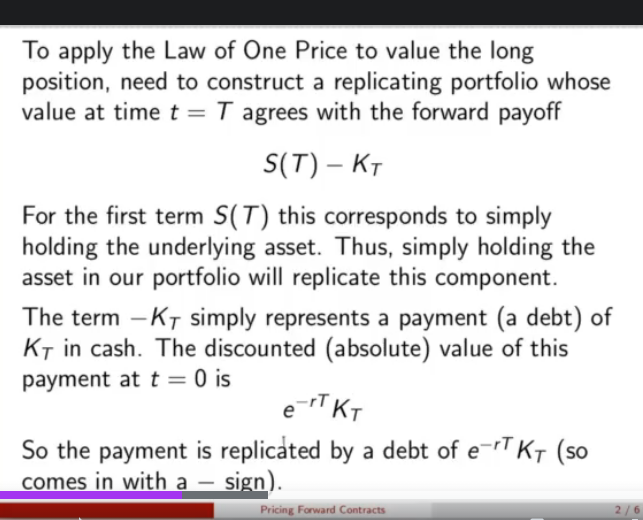 To apply the Law of One Price to value the long
position, need to construct a replicating portfolio whose
value at time t = T agrees with the forward payoff
S(T) − K_T
For the first term S(T) this corresponds to simply
holding the underlying asset. Thus, simply holding the
asset in our portfolio will replicate this component.
The term −K_T simply represents a payment (a debt) of
K_T in cash. The discounted (absolute) value of this
payment at t = 0 is
e^{−rT} K_T
So the payment is replicated by a debt of e^{−rT} K_T (so
comes in with a − sign).
Pricing Forward Contracts
2 / 6